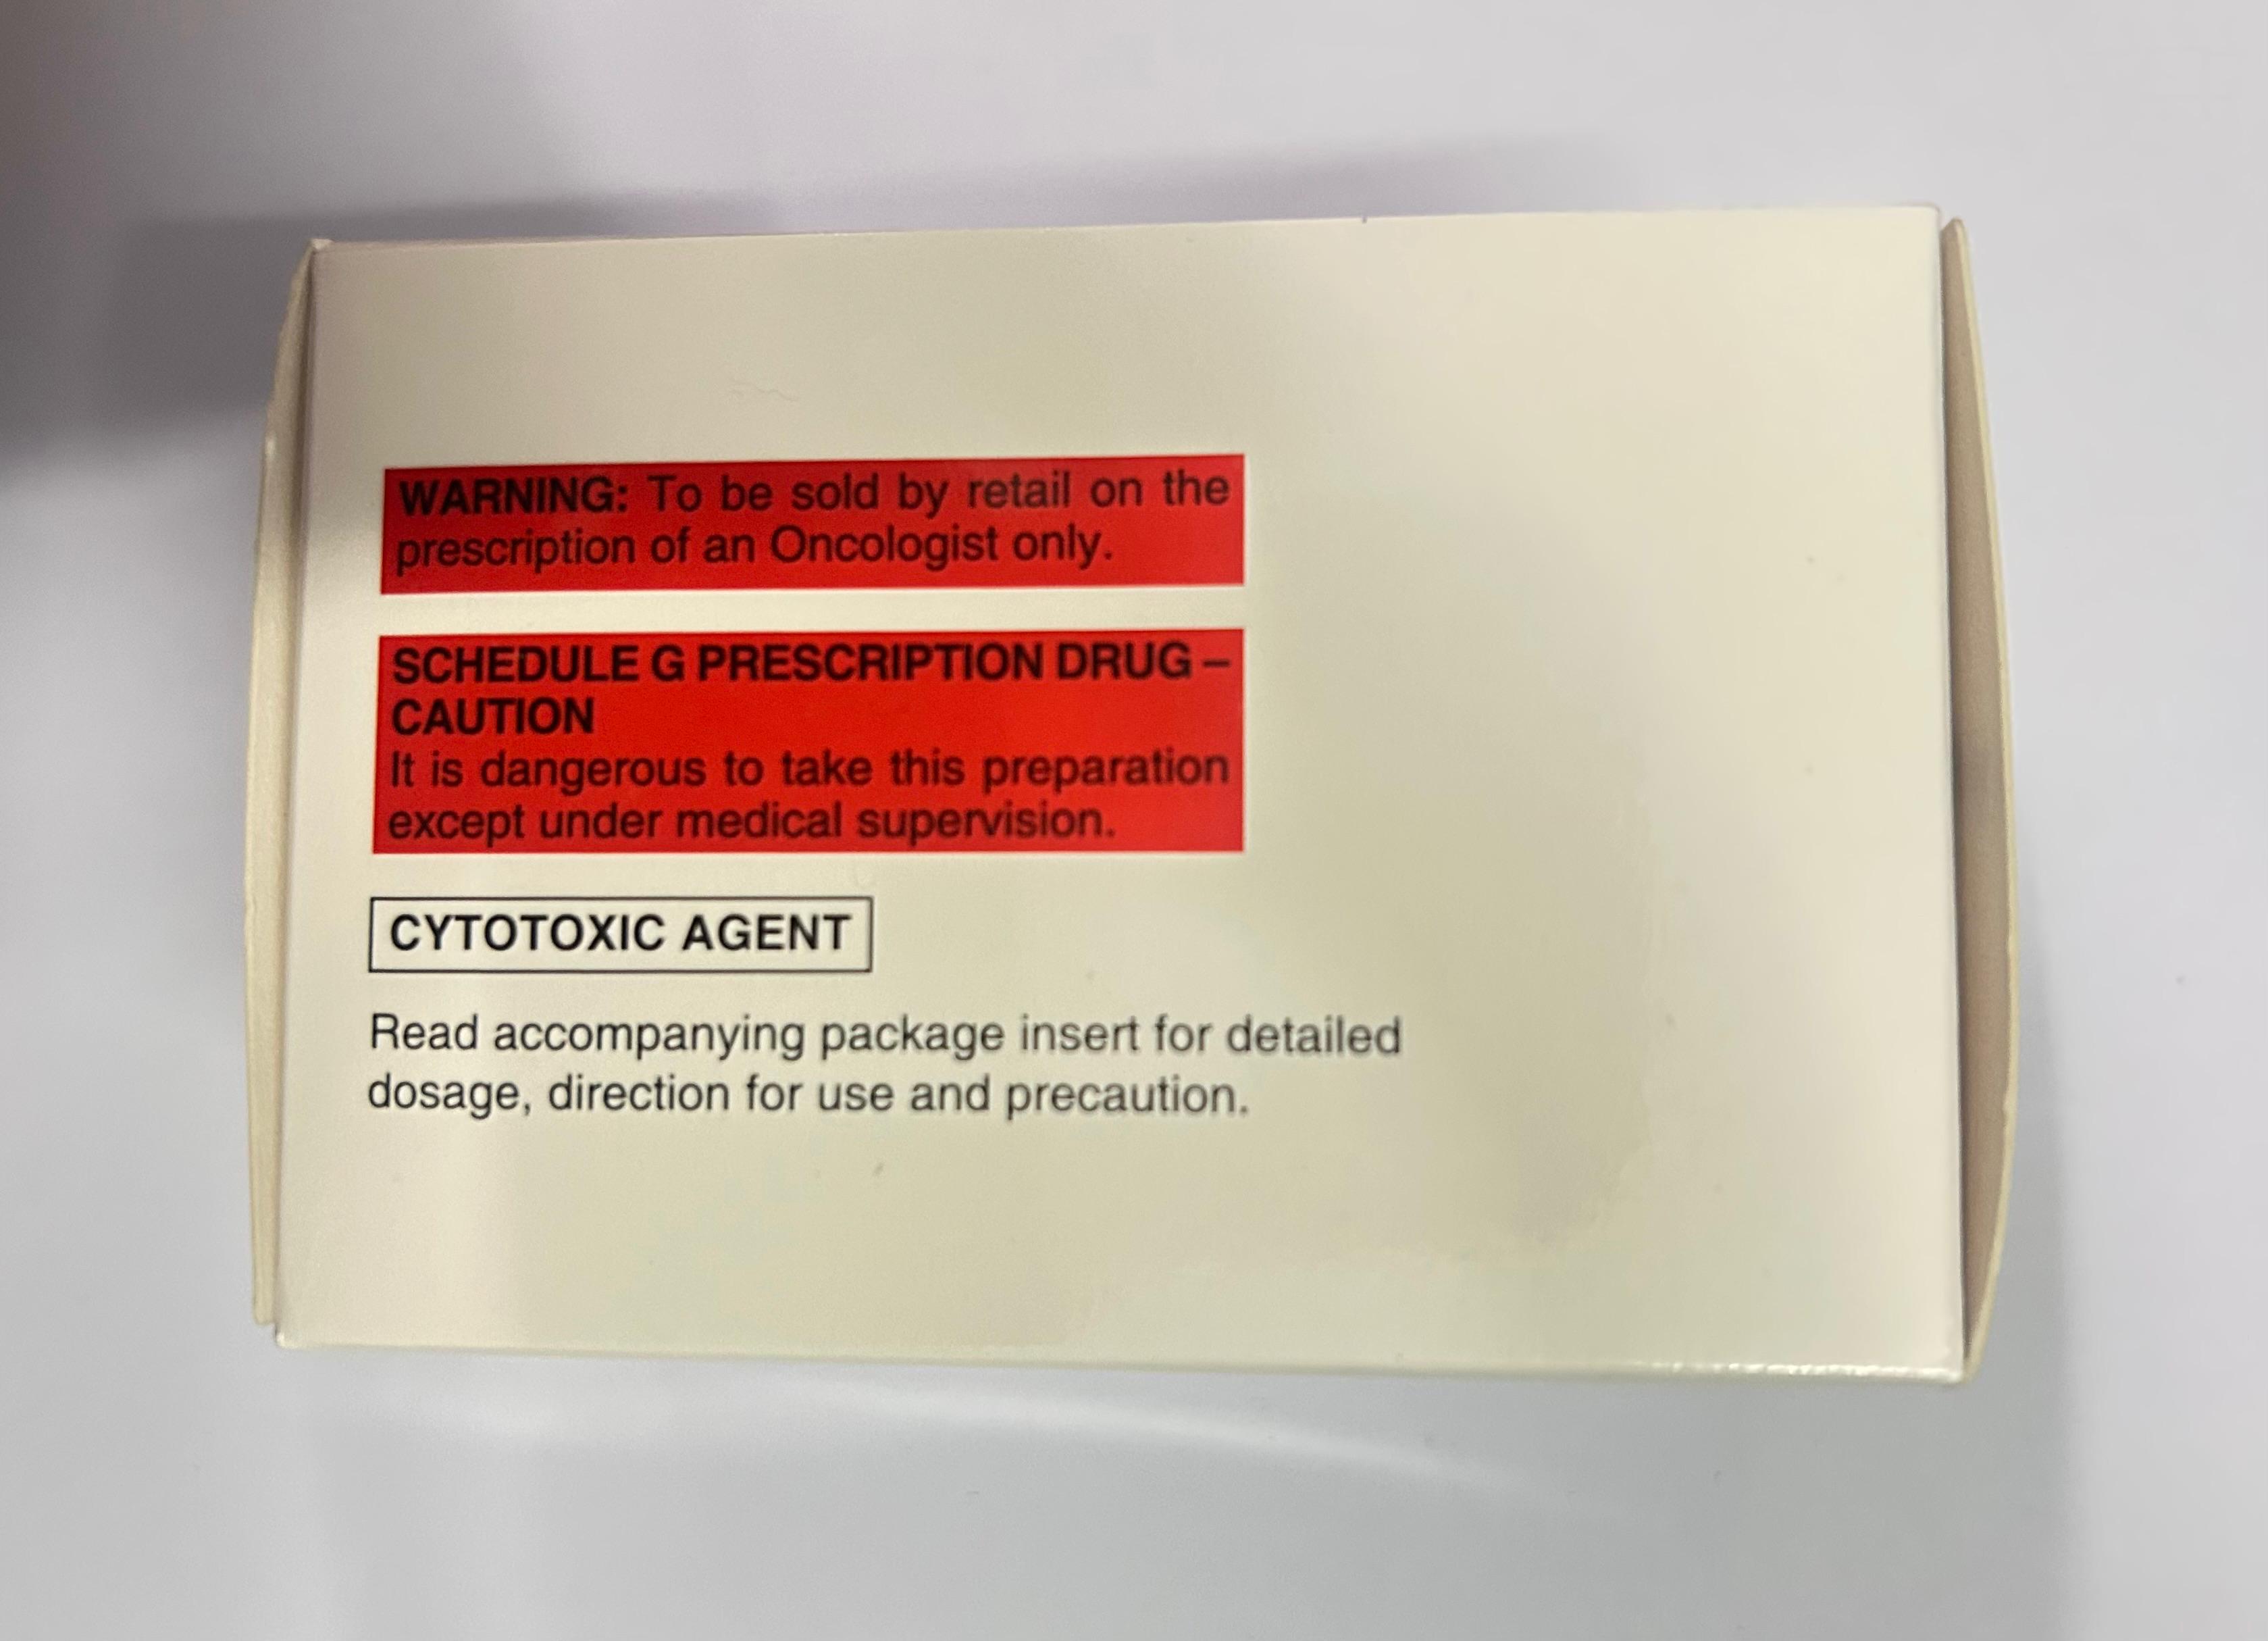 WARNING: To be sold by retail on the
prescription of an Oncologist only.
SCHEDULE G PRESCRIPTION DRUG –
CAUTION
It is dangerous to take this preparation
except under medical supervision.
CYTOTOXIC AGENT
Read accompanying package insert for detailed
dosage, direction for use and precaution.